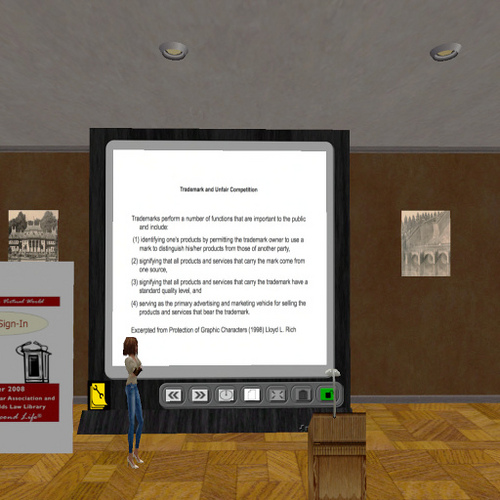 Trademark and Unfair Competition
Trademarks perform a number of functions that are important to the public
and include:
(1) identifying one's products by permitting the trademark owner to use a
mark to distinguish his/her products from those of another party,
(2) signifying that all products and services that carry the mark come from
one source,
(3) signifying that all products and services that carry the trademark have a
standard quality level, and
(4) serving as the primary advertising and marketing vehicle for selling the
products and services that bear the trademark.
Excerpted from Protection of Graphic Characters (1998) Lloyd L. Rich
Virtual World
Sign-In
2008
Association and
Law Library
Second Life